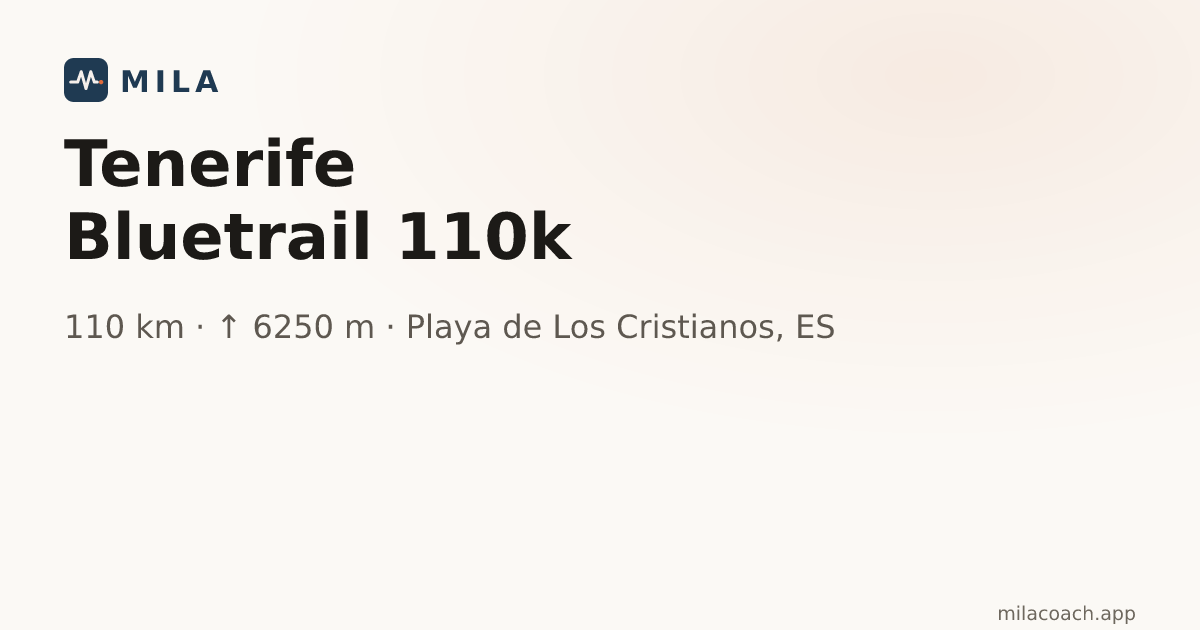 MILA
Tenerife
Bluetrail 110k
110 km · ↑ 6250 m · Playa de Los Cristianos, ES
milacoach.app